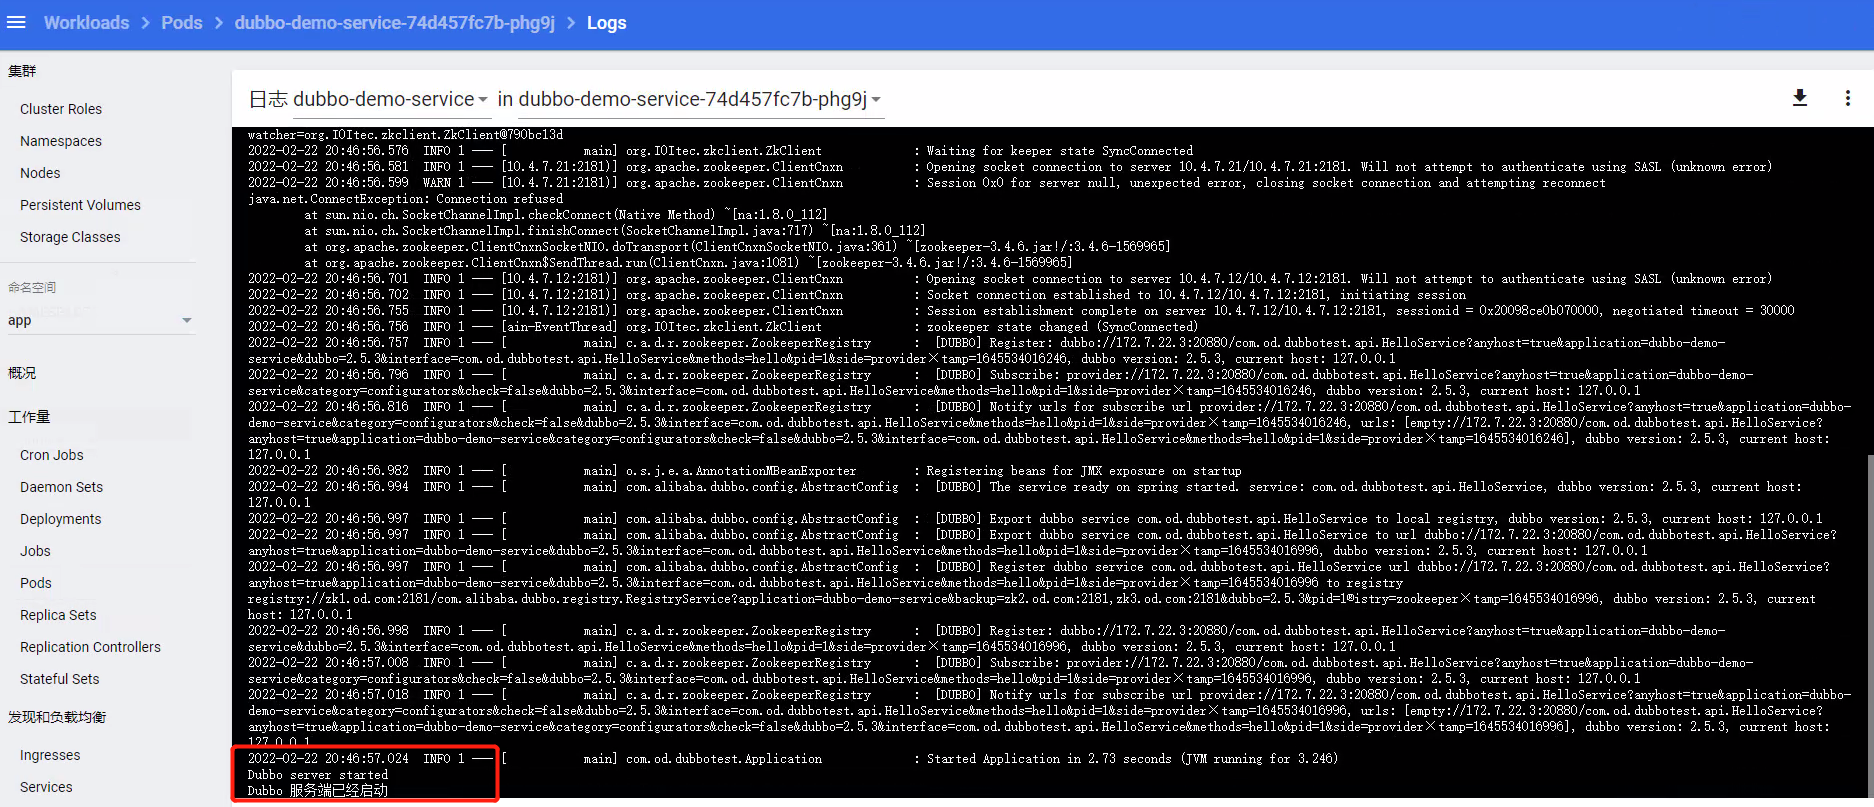 Workloads > Pods > dubbo-demo-service-74d457fc7b-phg9j > Logs
集群
Cluster Roles
Namespaces
Nodes
Persistent Volumes
Storage Classes
命名空间
app
概况
工作量
Cron Jobs
Daemon Sets
Deployments
Jobs
Pods
Replica Sets
Replication Controllers
Stateful Sets
发现和负载均衡
Ingresses
Services
日志 dubbo-demo-service in dubbo-demo-service-74d457fc7b-phg9j
watcher=org.I0Itec.zkclient.ZkClient@790bc13d
2022-02-22 20:46:56.576  INFO 1 --- [           main] org.I0Itec.zkclient.ZkClient             : Waiting for keeper state SyncConnected
2022-02-22 20:46:56.581  INFO 1 --- [10.4.7.21:2181)] org.apache.zookeeper.ClientCnxn          : Opening socket connection to server 10.4.7.21/10.4.7.21:2181. Will not attempt to authenticate using SASL (unknown error)
2022-02-22 20:46:56.599  WARN 1 --- [10.4.7.21:2181)] org.apache.zookeeper.ClientCnxn          : Session 0x0 for server null, unexpected error, closing socket connection and attempting reconnect
java.net.ConnectException: Connection refused
at sun.nio.ch.SocketChannelImpl.checkConnect(Native Method) ~[na:1.8.0_112]
at sun.nio.ch.SocketChannelImpl.finishConnect(SocketChannelImpl.java:717) ~[na:1.8.0_112]
at org.apache.zookeeper.ClientCnxnSocketNIO.doTransport(ClientCnxnSocketNIO.java:361) ~[zookeeper-3.4.6.jar!/:3.4.6-1569965]
at org.apache.zookeeper.ClientCnxn$SendThread.run(ClientCnxn.java:1081) ~[zookeeper-3.4.6.jar!/:3.4.6-1569965]
2022-02-22 20:46:56.701  INFO 1 --- [10.4.7.12:2181)] org.apache.zookeeper.ClientCnxn          : Opening socket connection to server 10.4.7.12/10.4.7.12:2181. Will not attempt to authenticate using SASL (unknown error)
2022-02-22 20:46:56.702  INFO 1 --- [10.4.7.12:2181)] org.apache.zookeeper.ClientCnxn          : Socket connection established to 10.4.7.12/10.4.7.12:2181, initiating session
2022-02-22 20:46:56.755  INFO 1 --- [10.4.7.12:2181)] org.apache.zookeeper.ClientCnxn          : Session establishment complete on server 10.4.7.12/10.4.7.12:2181, sessionid = 0x20098ce0b070000, negotiated timeout = 30000
2022-02-22 20:46:56.756  INFO 1 --- [ain-EventThread] org.I0Itec.zkclient.ZkClient             : zookeeper state changed (SyncConnected)
2022-02-22 20:46:56.757  INFO 1 --- [           main] c.a.d.r.zookeeper.ZookeeperRegistry      :  [DUBBO] Register: dubbo://172.7.22.3:20880/com.od.dubbotest.api.HelloService?anyhost=true&application=dubbo-demo-
service&dubbo=2.5.3&interface=com.od.dubbotest.api.HelloService&methods=hello&pid=1&side=provider×tamp=1645534016246, dubbo version: 2.5.3, current host: 127.0.0.1
2022-02-22 20:46:56.796  INFO 1 --- [           main] c.a.d.r.zookeeper.ZookeeperRegistry      :  [DUBBO] Subscribe: provider://172.7.22.3:20880/com.od.dubbotest.api.HelloService?anyhost=true&application=dubbo-demo-
service&category=configurators&check=false&dubbo=2.5.3&interface=com.od.dubbotest.api.HelloService&methods=hello&pid=1&side=provider×tamp=1645534016246, dubbo version: 2.5.3, current host: 127.0.0.1
2022-02-22 20:46:56.816  INFO 1 --- [           main] c.a.d.r.zookeeper.ZookeeperRegistry      :  [DUBBO] Notify urls for subscribe url provider://172.7.22.3:20880/com.od.dubbotest.api.HelloService?anyhost=true&application=dubbo-
demo-service&category=configurators&check=false&dubbo=2.5.3&interface=com.od.dubbotest.api.HelloService&methods=hello&pid=1&side=provider×tamp=1645534016246, urls: [empty://172.7.22.3:20880/com.od.dubbotest.api.HelloService?
anyhost=true&application=dubbo-demo-service&category=configurators&check=false&dubbo=2.5.3&interface=com.od.dubbotest.api.HelloService&methods=hello&pid=1&side=provider×tamp=1645534016246], dubbo version: 2.5.3, current host:
127.0.0.1
2022-02-22 20:46:56.982  INFO 1 --- [           main] o.s.j.e.a.AnnotationMBeanExporter        : Registering beans for JMX exposure on startup
2022-02-22 20:46:56.994  INFO 1 --- [           main] com.alibaba.dubbo.config.AbstractConfig  :  [DUBBO] The service ready on spring started. service: com.od.dubbotest.api.HelloService, dubbo version: 2.5.3, current host:
127.0.0.1
2022-02-22 20:46:56.997  INFO 1 --- [           main] com.alibaba.dubbo.config.AbstractConfig  :  [DUBBO] Export dubbo service com.od.dubbotest.api.HelloService to local registry, dubbo version: 2.5.3, current host: 127.0.0.1
2022-02-22 20:46:56.997  INFO 1 --- [           main] com.alibaba.dubbo.config.AbstractConfig  :  [DUBBO] Export dubbo service com.od.dubbotest.api.HelloService to url dubbo://172.7.22.3:20880/com.od.dubbotest.api.HelloService?
anyhost=true&application=dubbo-demo-service&dubbo=2.5.3&interface=com.od.dubbotest.api.HelloService&methods=hello&pid=1&side=provider×tamp=1645534016996, dubbo version: 2.5.3, current host: 127.0.0.1
2022-02-22 20:46:56.997  INFO 1 --- [           main] com.alibaba.dubbo.config.AbstractConfig  :  [DUBBO] Register dubbo service com.od.dubbotest.api.HelloService url dubbo://172.7.22.3:20880/com.od.dubbotest.api.HelloService?
anyhost=true&application=dubbo-demo-service&dubbo=2.5.3&interface=com.od.dubbotest.api.HelloService&methods=hello&pid=1&side=provider×tamp=1645534016996 to registry
registry://zk1.od.com:2181/com.alibaba.dubbo.registry.RegistryService?application=dubbo-demo-service&backup=zk2.od.com:2181,zk3.od.com:2181&dubbo=2.5.3&pid=1®istry=zookeeper×tamp=1645534016996, dubbo version: 2.5.3, current
host: 127.0.0.1
2022-02-22 20:46:56.998  INFO 1 --- [           main] c.a.d.r.zookeeper.ZookeeperRegistry      :  [DUBBO] Register: dubbo://172.7.22.3:20880/com.od.dubbotest.api.HelloService?anyhost=true&application=dubbo-demo-
service&dubbo=2.5.3&interface=com.od.dubbotest.api.HelloService&methods=hello&pid=1&side=provider×tamp=1645534016996, dubbo version: 2.5.3, current host: 127.0.0.1
2022-02-22 20:46:57.008  INFO 1 --- [           main] c.a.d.r.zookeeper.ZookeeperRegistry      :  [DUBBO] Subscribe: provider://172.7.22.3:20880/com.od.dubbotest.api.HelloService?anyhost=true&application=dubbo-demo-
service&category=configurators&check=false&dubbo=2.5.3&interface=com.od.dubbotest.api.HelloService&methods=hello&pid=1&side=provider×tamp=1645534016996, dubbo version: 2.5.3, current host: 127.0.0.1
2022-02-22 20:46:57.018  INFO 1 --- [           main] c.a.d.r.zookeeper.ZookeeperRegistry      :  [DUBBO] Notify urls for subscribe url provider://172.7.22.3:20880/com.od.dubbotest.api.HelloService?anyhost=true&application=dubbo-
demo-service&category=configurators&check=false&dubbo=2.5.3&interface=com.od.dubbotest.api.HelloService&methods=hello&pid=1&side=provider×tamp=1645534016996, urls: [empty://172.7.22.3:20880/com.od.dubbotest.api.HelloService?
anyhost=true&application=dubbo-demo-service&category=configurators&check=false&dubbo=2.5.3&interface=com.od.dubbotest.api.HelloService&methods=hello&pid=1&side=provider×tamp=1645534016996], dubbo version: 2.5.3, current host:
127.0.0.1
2022-02-22 20:46:57.024  INFO 1 --- [           main] com.od.dubbotest.Application             : Started Application in 2.73 seconds (JVM running for 3.246)
Dubbo server started
Dubbo 服务端已经启动